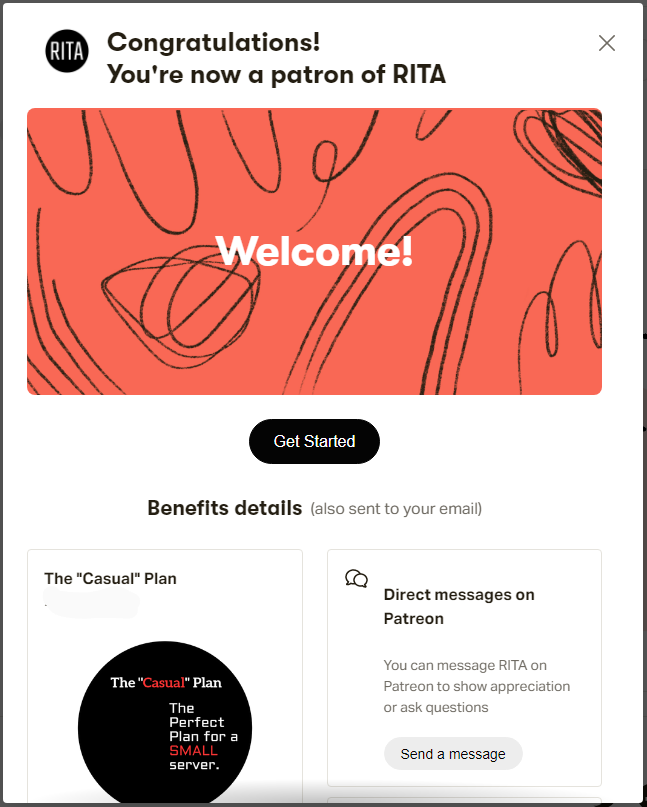 RITA
Congratulations!
You're now a patron of RITA
Welcome!
Get Started
Benefits details (also sent to your email)
The "Casual" Plan
The "Casual" Plan
The
Perfect
Plan for a
SMALL
server.
Direct messages on
Patreon
You can message RITA on
Patreon to show appreciation
or ask questions
Send a message